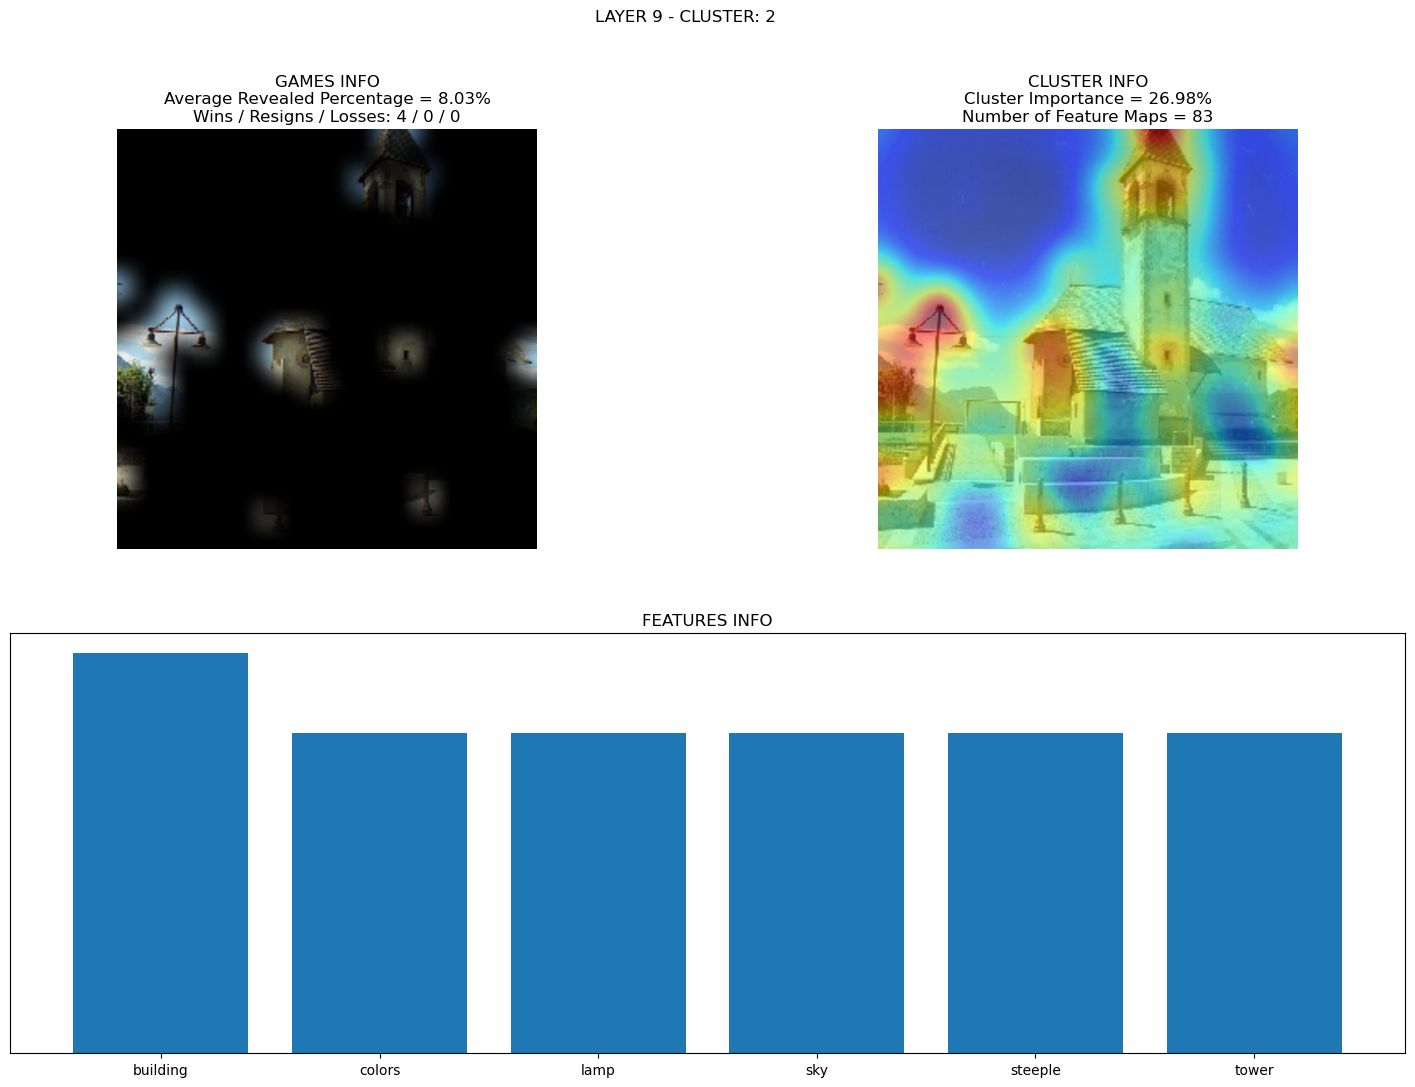 LAYER 9 - CLUSTER: 2
GAMES INFO
Average Revealed Percentage = 8.03%
Wins / Resigns / Losses: 4 / 0 / 0
CLUSTER INFO
Cluster Importance = 26.98%
Number of Feature Maps = 83
FEATURES INFO
building
colors
lamp
sky
steeple
tower